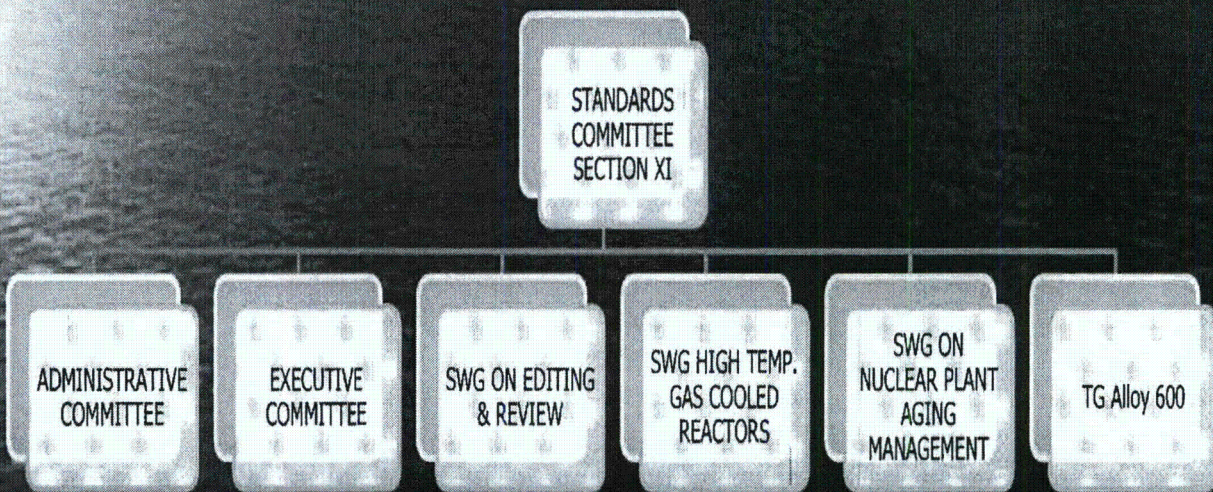 STANDARDS
COMMITTEE
SECTION XI
ADMINISTRATIVE
COMMITTEE
EXECUTIVE
COMMITTEE
SWG ON EDITING
& REVIEW
SWG HIGH TEMP.
GAS COOLED
REACTORS
SWG ON
NUCLEAR PLANT
AGING
MANAGEMENT
TG Alloy 600